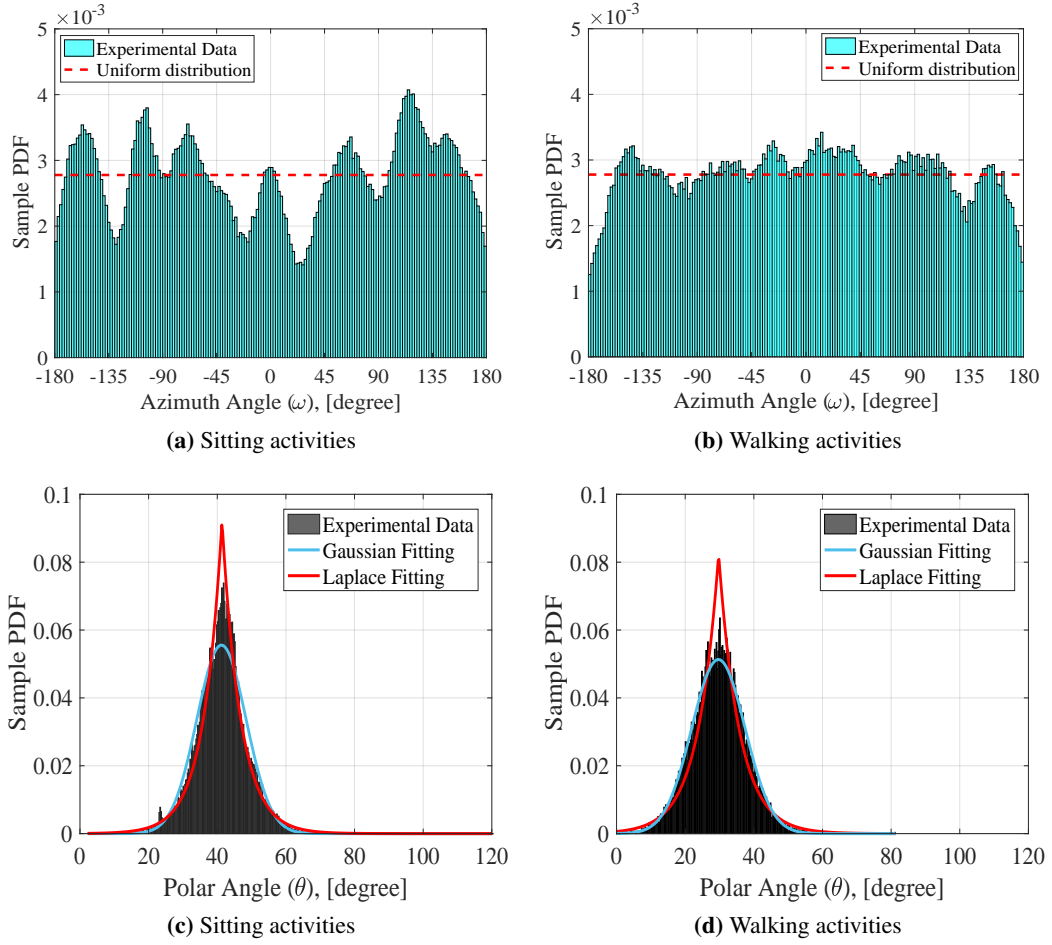 ×10⁻³
5
4
3
2
1
0
Sample PDF
Experimental Data
Uniform distribution
-180 -135 -90 -45 0 45 90 135 180
Azimuth Angle (ω), [degree]
(a) Sitting activities
×10⁻³
5
4
3
2
1
0
Sample PDF
Experimental Data
Uniform distribution
-180 -135 -90 -45 0 45 90 135 180
Azimuth Angle (ω), [degree]
(b) Walking activities
0.1
0.08
0.06
0.04
0.02
0
Sample PDF
Experimental Data
Gaussian Fitting
Laplace Fitting
0 20 40 60 80 100 120
Polar Angle (θ), [degree]
(c) Sitting activities
0.1
0.08
0.06
0.04
0.02
0
Sample PDF
Experimental Data
Gaussian Fitting
Laplace Fitting
0 20 40 60 80 100 120
Polar Angle (θ), [degree]
(d) Walking activities